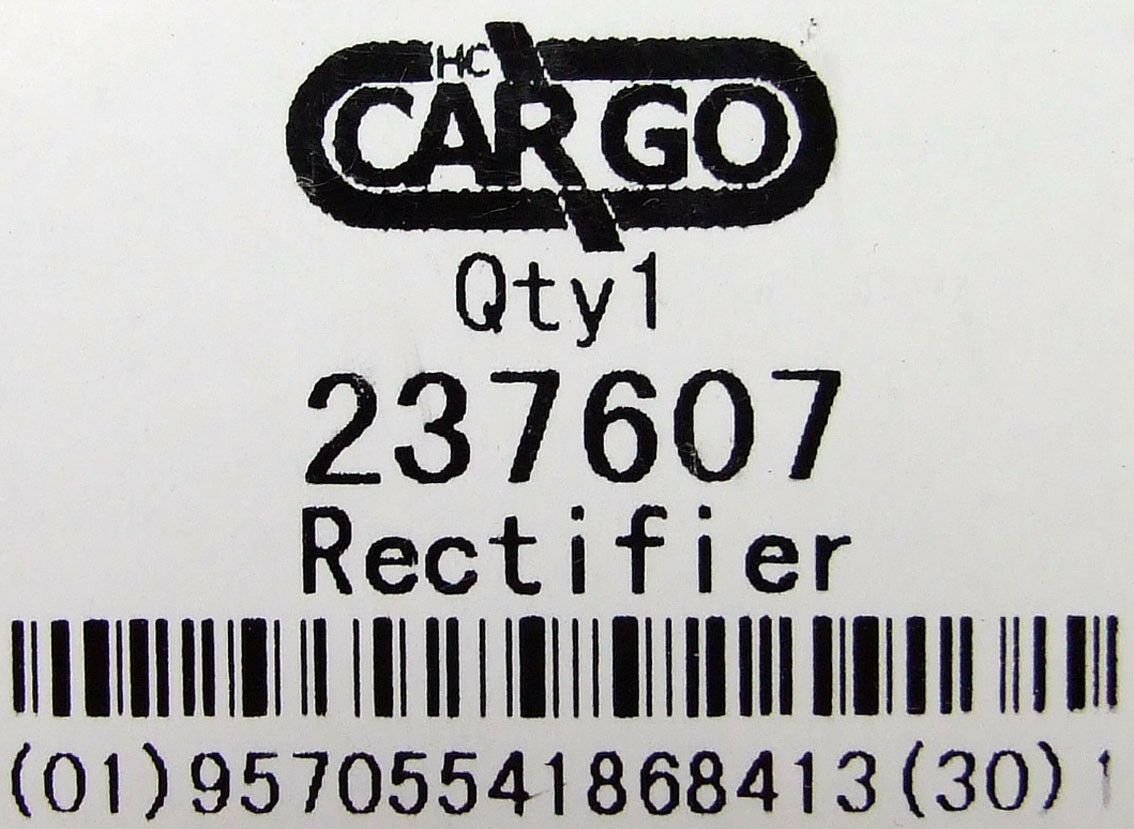 HC
CARGO
Qty1
237607
Rectifier
(01)95705541868413(30)1